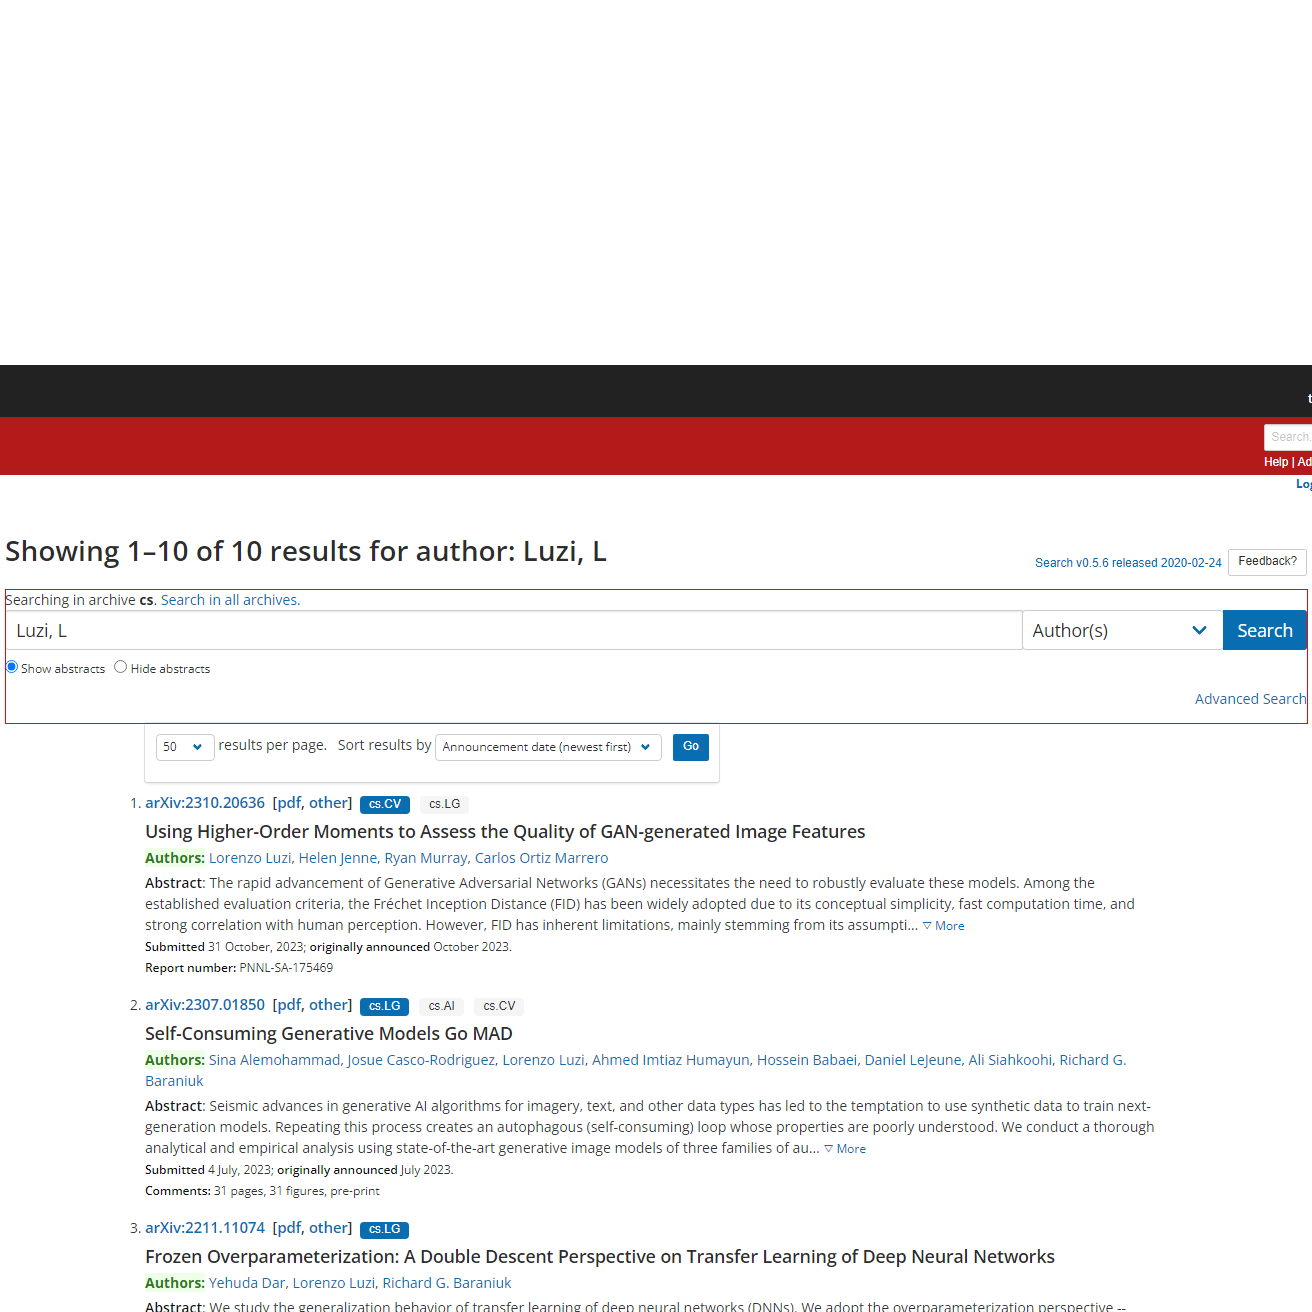 Search.
Help | Ad
Showing 1–10 of 10 results for author: Luzi, L
Search v0.5.6 released 2020-02-24 Feedback?
Searching in archive cs. Search in all archives.
Luzi, L Author(s) Search
Show abstracts Hide abstracts
Advanced Search
50 results per page. Sort results by Announcement date (newest first) Go
1. arXiv:2310.20636 [pdf, other] cs.CV cs.LG
Using Higher-Order Moments to Assess the Quality of GAN-generated Image Features
Authors: Lorenzo Luzi, Helen Jenne, Ryan Murray, Carlos Ortiz Marrero
Abstract: The rapid advancement of Generative Adversarial Networks (GANs) necessitates the need to robustly evaluate these models. Among the
established evaluation criteria, the Fréchet Inception Distance (FID) has been widely adopted due to its conceptual simplicity, fast computation time, and
strong correlation with human perception. However, FID has inherent limitations, mainly stemming from its assumpti... ▽ More
Submitted 31 October, 2023; originally announced October 2023.
Report number: PNNL-SA-175469
2. arXiv:2307.01850 [pdf, other] cs.LG cs.AI cs.CV
Self-Consuming Generative Models Go MAD
Authors: Sina Alemohammad, Josue Casco-Rodriguez, Lorenzo Luzi, Ahmed Imtiaz Humayun, Hossein Babaei, Daniel LeJeune, Ali Siahkoohi, Richard G.
Baraniuk
Abstract: Seismic advances in generative AI algorithms for imagery, text, and other data types has led to the temptation to use synthetic data to train next-
generation models. Repeating this process creates an autophagous (self-consuming) loop whose properties are poorly understood. We conduct a thorough
analytical and empirical analysis using state-of-the-art generative image models of three families of au... ▽ More
Submitted 4 July, 2023; originally announced July 2023.
Comments: 31 pages, 31 figures, pre-print
3. arXiv:2211.11074 [pdf, other] cs.LG
Frozen Overparameterization: A Double Descent Perspective on Transfer Learning of Deep Neural Networks
Authors: Yehuda Dar, Lorenzo Luzi, Richard G. Baraniuk
Abstract: We study the generalization behavior of transfer learning of deep neural networks (DNNs). We adopt the overparameterization perspective --